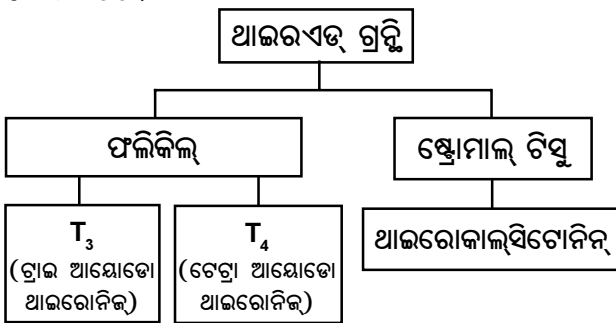 ଥାଇରଏଡ୍ ଗ୍ରନ୍ଥି
ଫଲିକିଲ୍
ଷ୍ଟ୍ରୋମାଲ୍ ଟିସୁ
T₃
(ଟ୍ରାଇ ଆୟୋଡୋ
ଥାଇରୋନିଜ୍)
T₄
(ଟେଟ୍ରା ଆୟୋଡୋ
ଥାଇରୋନିଜ୍)
ଥାଇରୋକାଲ୍‌ସିଟୋନିନ୍